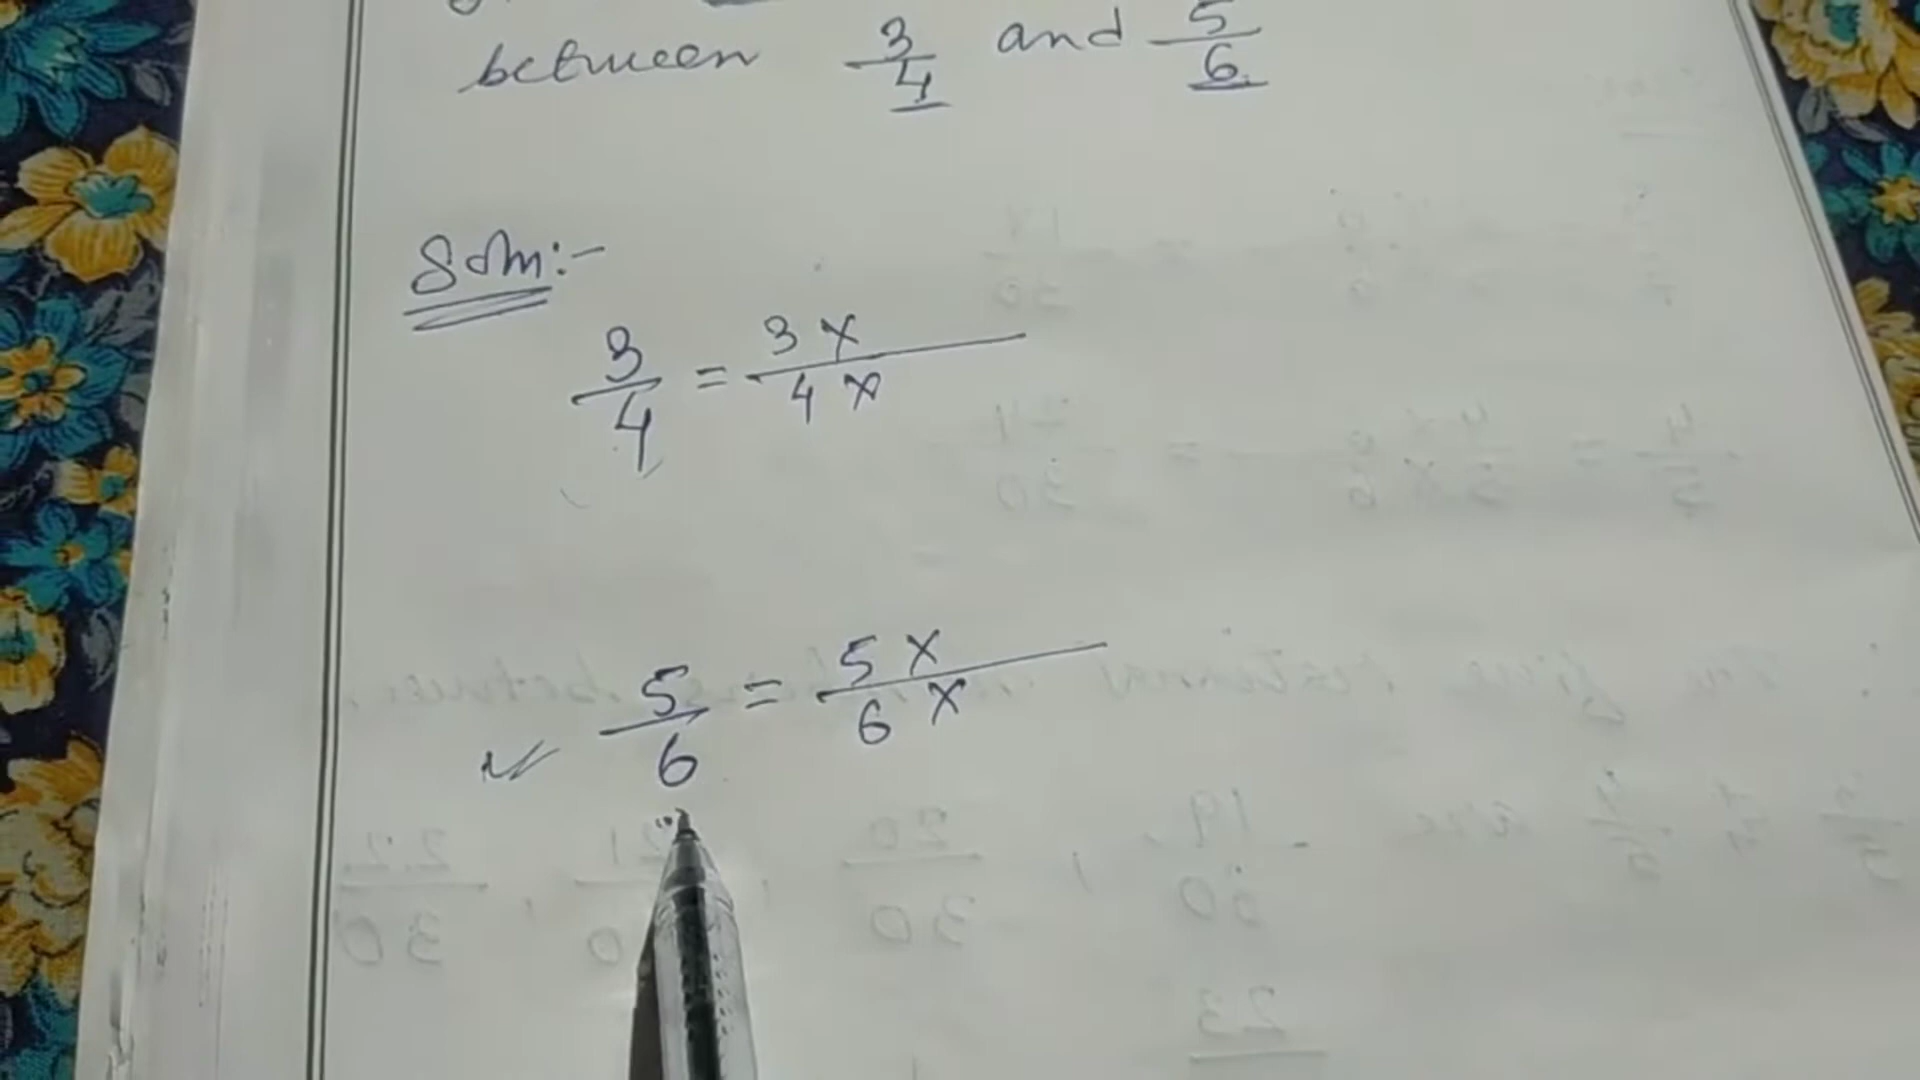 between 3/4 and 5/6
Soln:-
3/4 = 3 x / 4 x
5/6 = 5 x / 6 x